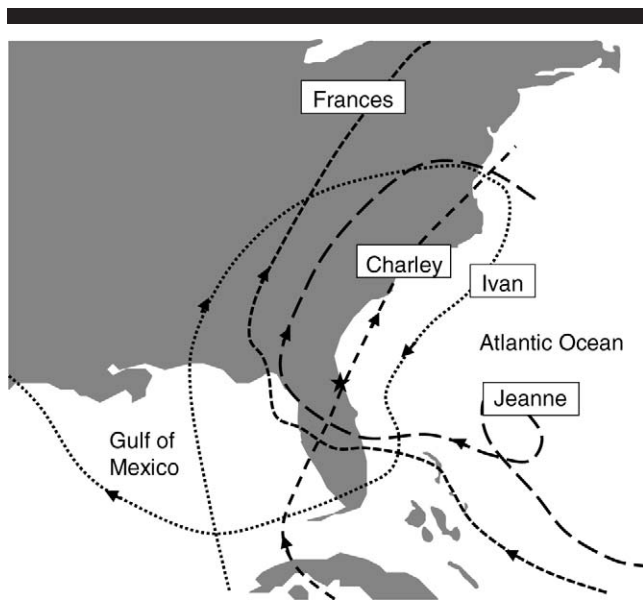 Frances
Charley
Ivan
Atlantic Ocean
Jeanne
Gulf of
Mexico